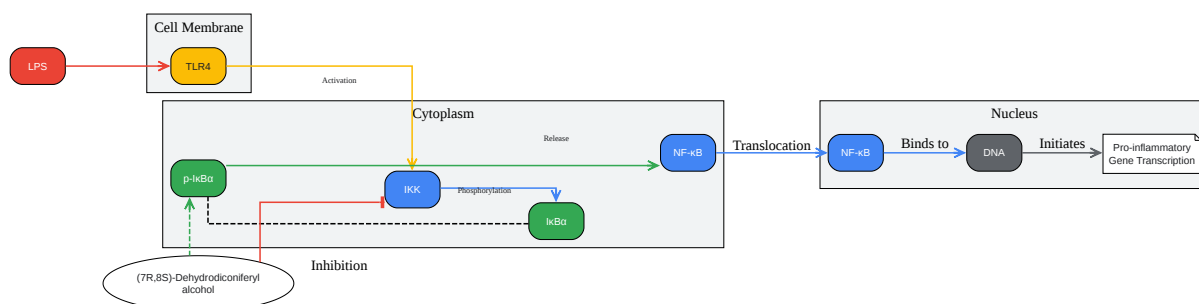 Cell Membrane
LPS
TLR4
Activation
Cytoplasm
Nucleus
Release
NF-κB
Translocation
NF-κB
Binds to
DNA
Initiates
Pro-inflammatory
Gene Transcription
p-IκBα
IKK
Phosphorylation
IκBα
Inhibition
(7R,8S)-Dehydrodiconiferyl
alcohol